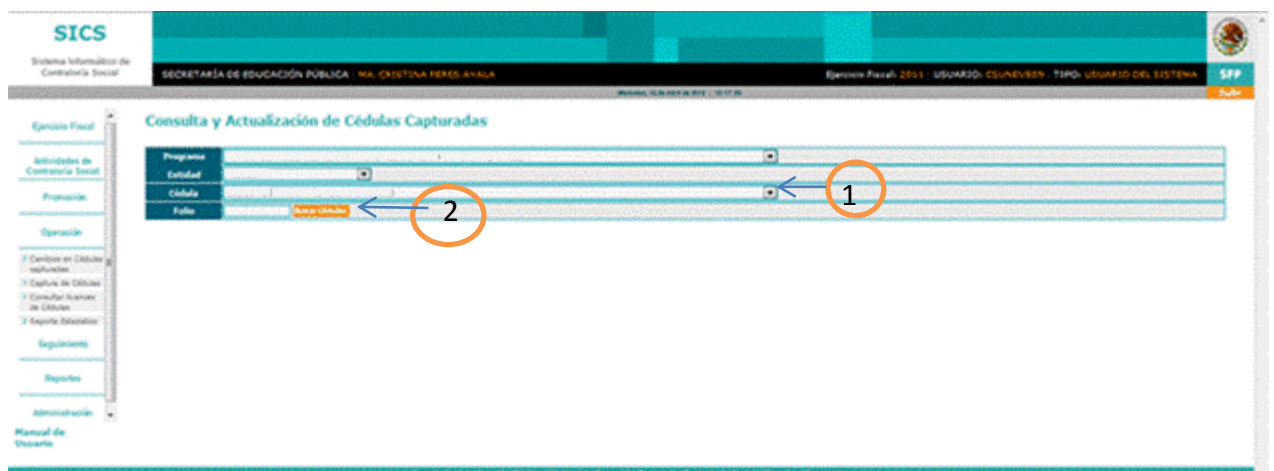 SICS
Sistema Informático de
Contraloría Social
SECRETARÍA DE EDUCACIÓN PÚBLICA : MA. CRISTINA PERES AYALA
Ejercicio Fiscal: 2011 : USUARIO: : TIPO: USUARIO DEL SISTEMA
SFP
Salir
Ejercicio Fiscal
Actividades de
Contraloría Social
Promoción
Operación
Cambios en Cédulas
capturadas
Captura de Cédulas
Consultar Avances
de Cédulas
Reporte Estadístico
Seguimiento
Reportes
Administración
Manual de
Usuario
Consulta y Actualización de Cédulas Capturadas
Programa
Entidad
Cédula
1
Folio
Buscar Cédulas
2